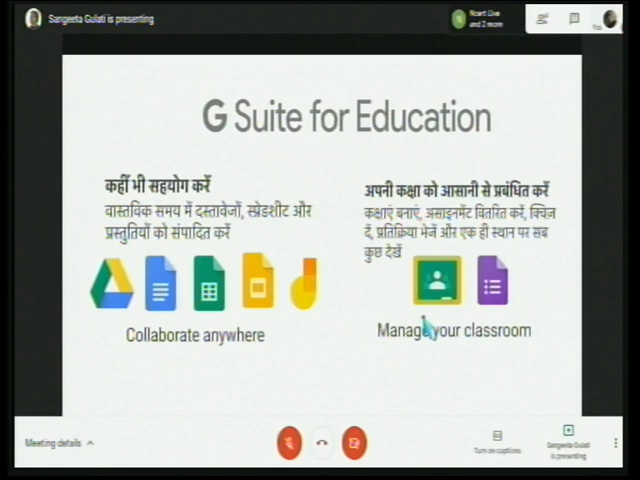 Sangeeta Gulati is presenting
Ncert Live
and 2 more
You
G Suite for Education
कहीं भी सहयोग करें
वास्तविक समय में दस्तावेजों, स्प्रेडशीट और
प्रस्तुतियों को संपादित करें
Collaborate anywhere
अपनी कक्षा को आसानी से प्रबंधित करें
कक्षाएं बनाएं, असाइनमेंट वितरित करें, क्विज़
दें, प्रतिक्रिया भेजें और एक ही स्थान पर सब
कुछ देखें
Manage your classroom
Meeting details
Turn on captions
Sangeeta Gulati
is presenting